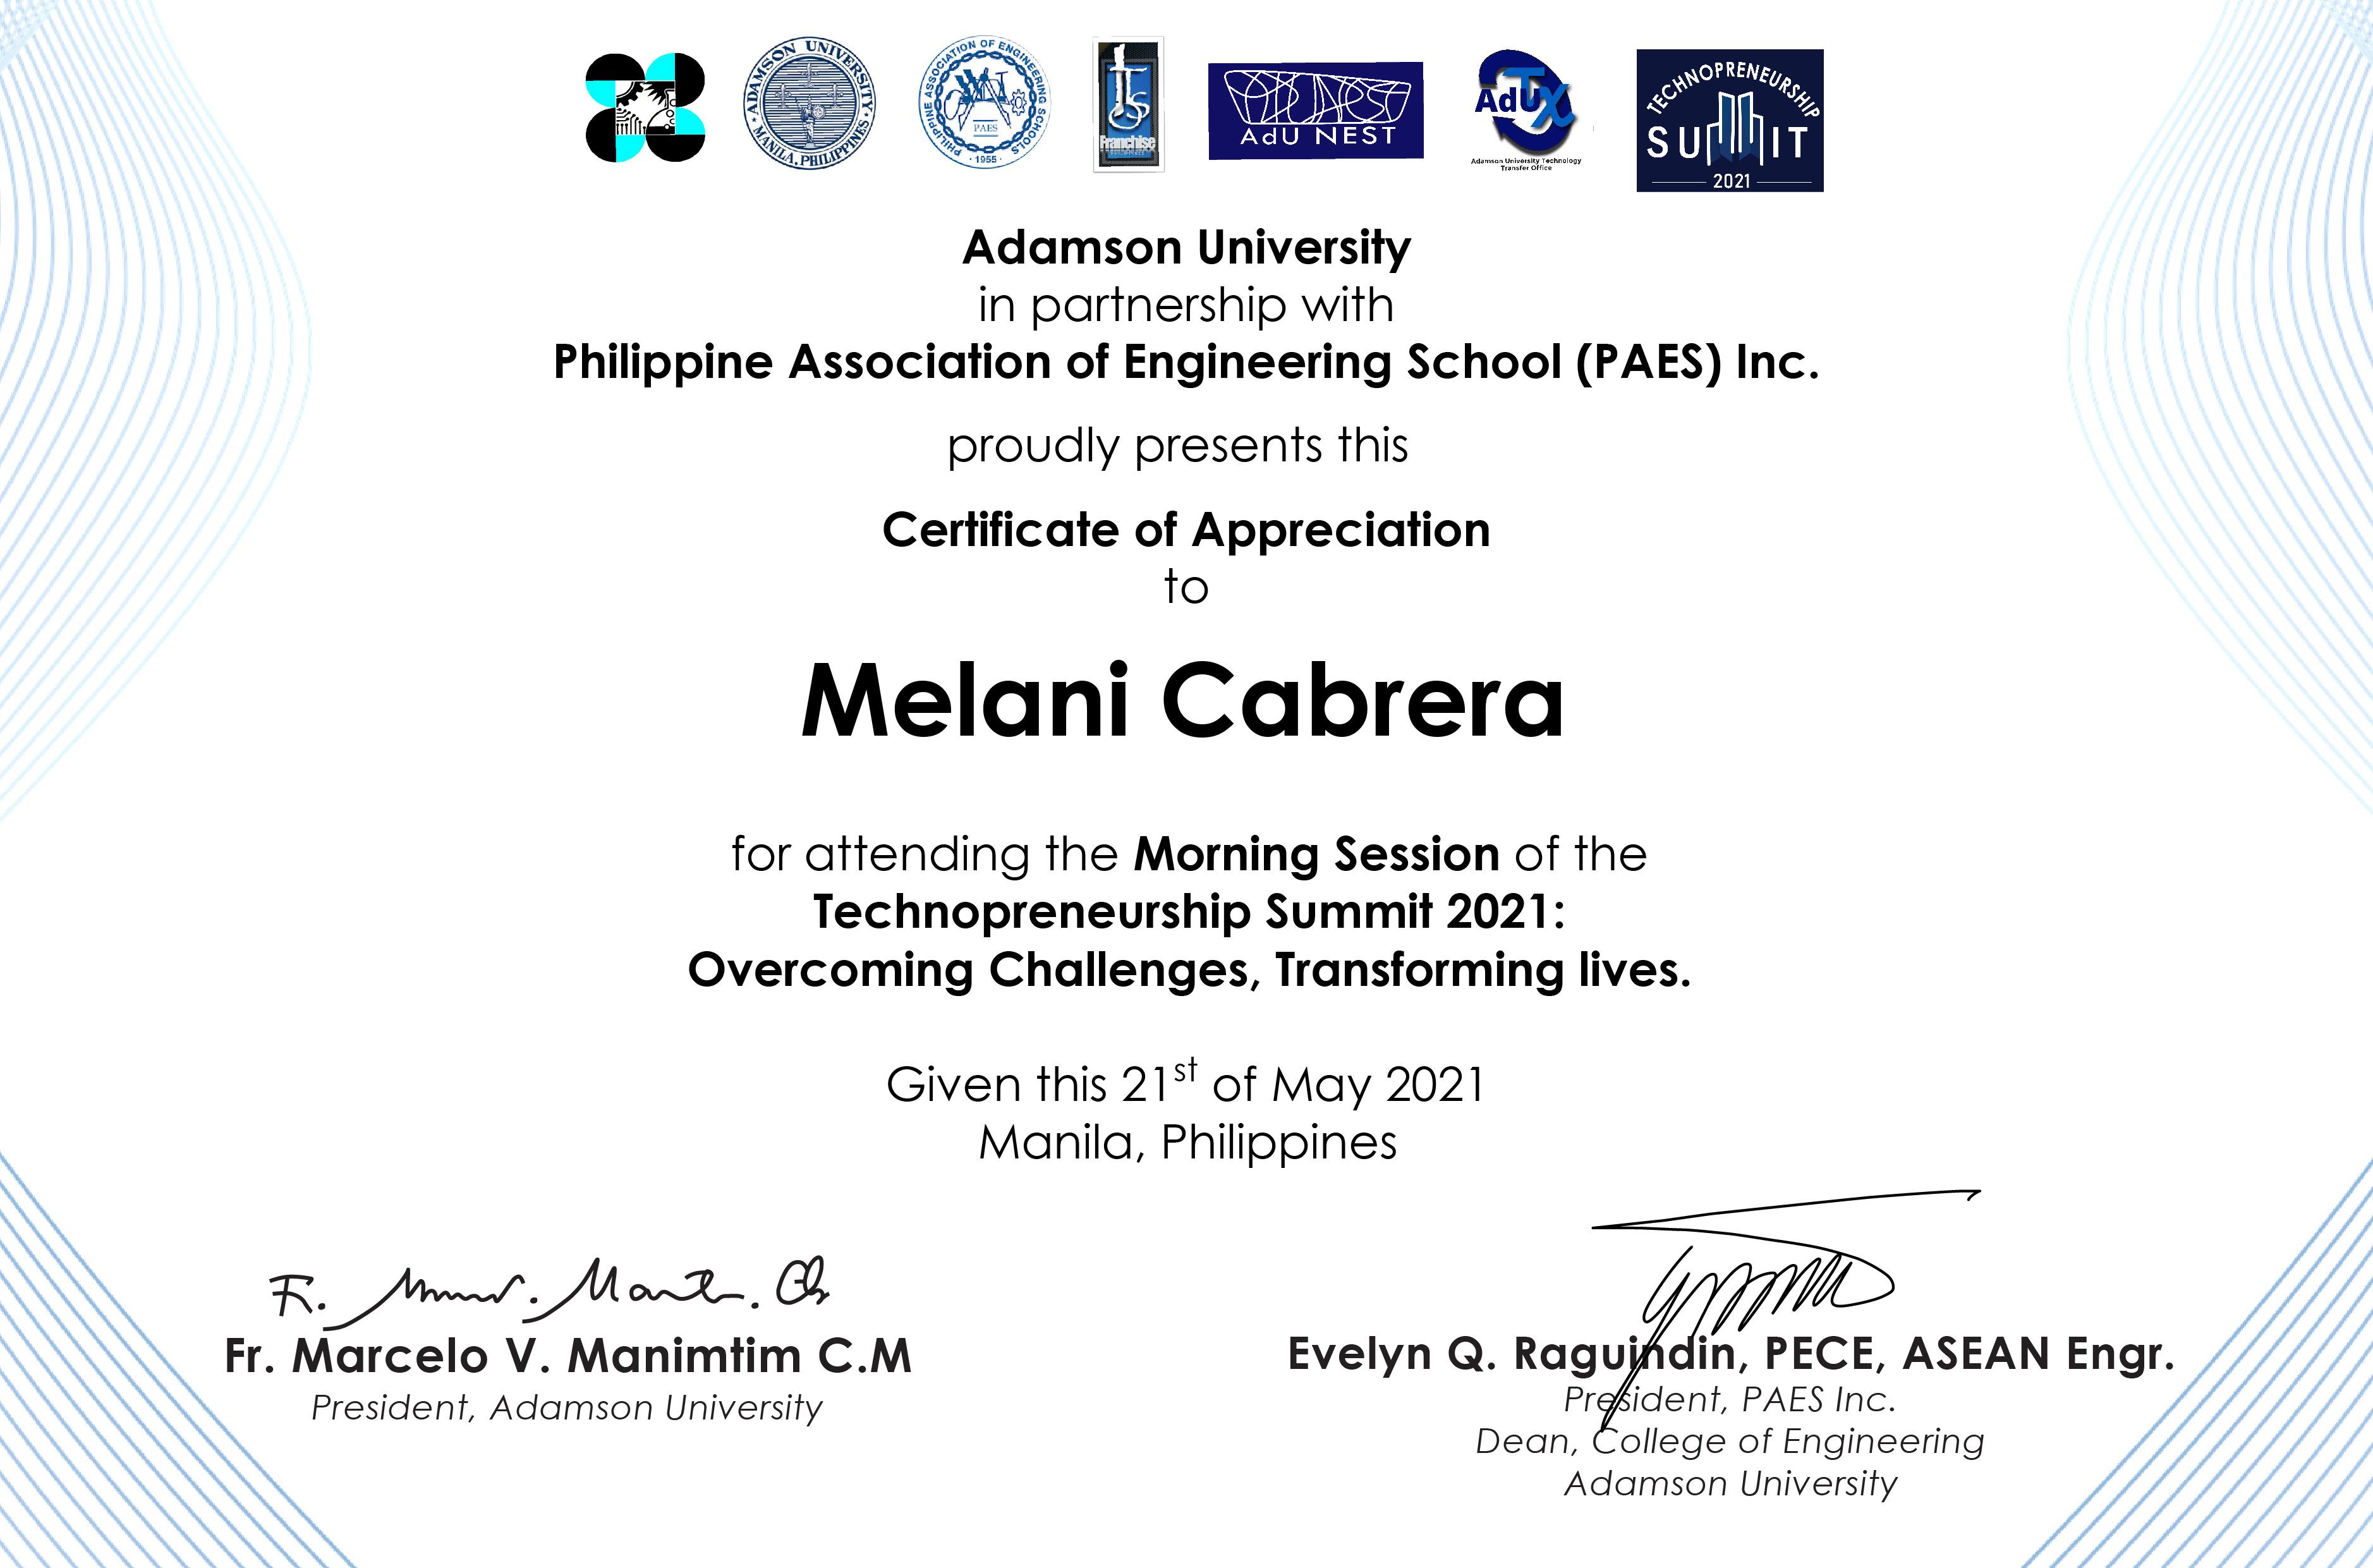 ADAMSON UNIVERSITY
MANILA, PHILIPPINES
PHILIPPINE ASSOCIATION OF ENGINEERING SCHOOLS
PAES
1955
Franchise
AdU NEST
AdUTX
Adamson University Technology
Transfer Office
TECHNOPRENEURSHIP
SUMMIT
2021
Adamson University
in partnership with
Philippine Association of Engineering School (PAES) Inc.
proudly presents this
Certificate of Appreciation
to
Melani Cabrera
for attending the Morning Session of the
Technopreneurship Summit 2021:
Overcoming Challenges, Transforming lives.
Given this 21st of May 2021
Manila, Philippines
Fr. Marcelo V. Manimtim C.M
President, Adamson University
Evelyn Q. Raguindin, PECE, ASEAN Engr.
President, PAES Inc.
Dean, College of Engineering
Adamson University